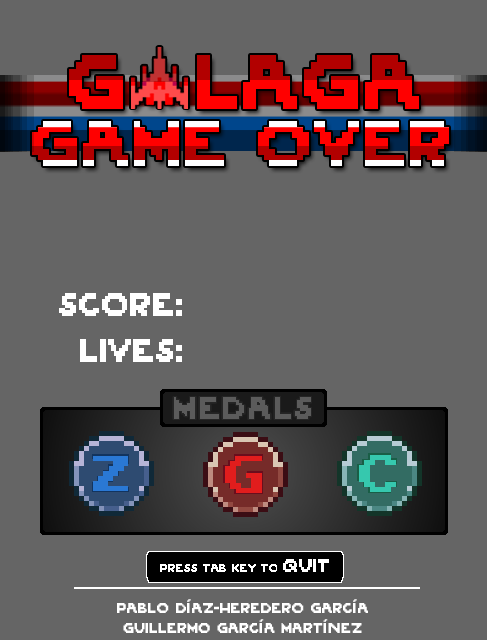 GALAGA
GAME OVER
SCORE:
LIVES:
MEDALS
Z G C
PRESS TAB KEY TO QUIT
PABLO DÍAZ-HEREDERO GARCÍA
GUILLERMO GARCÍA MARTÍNEZ